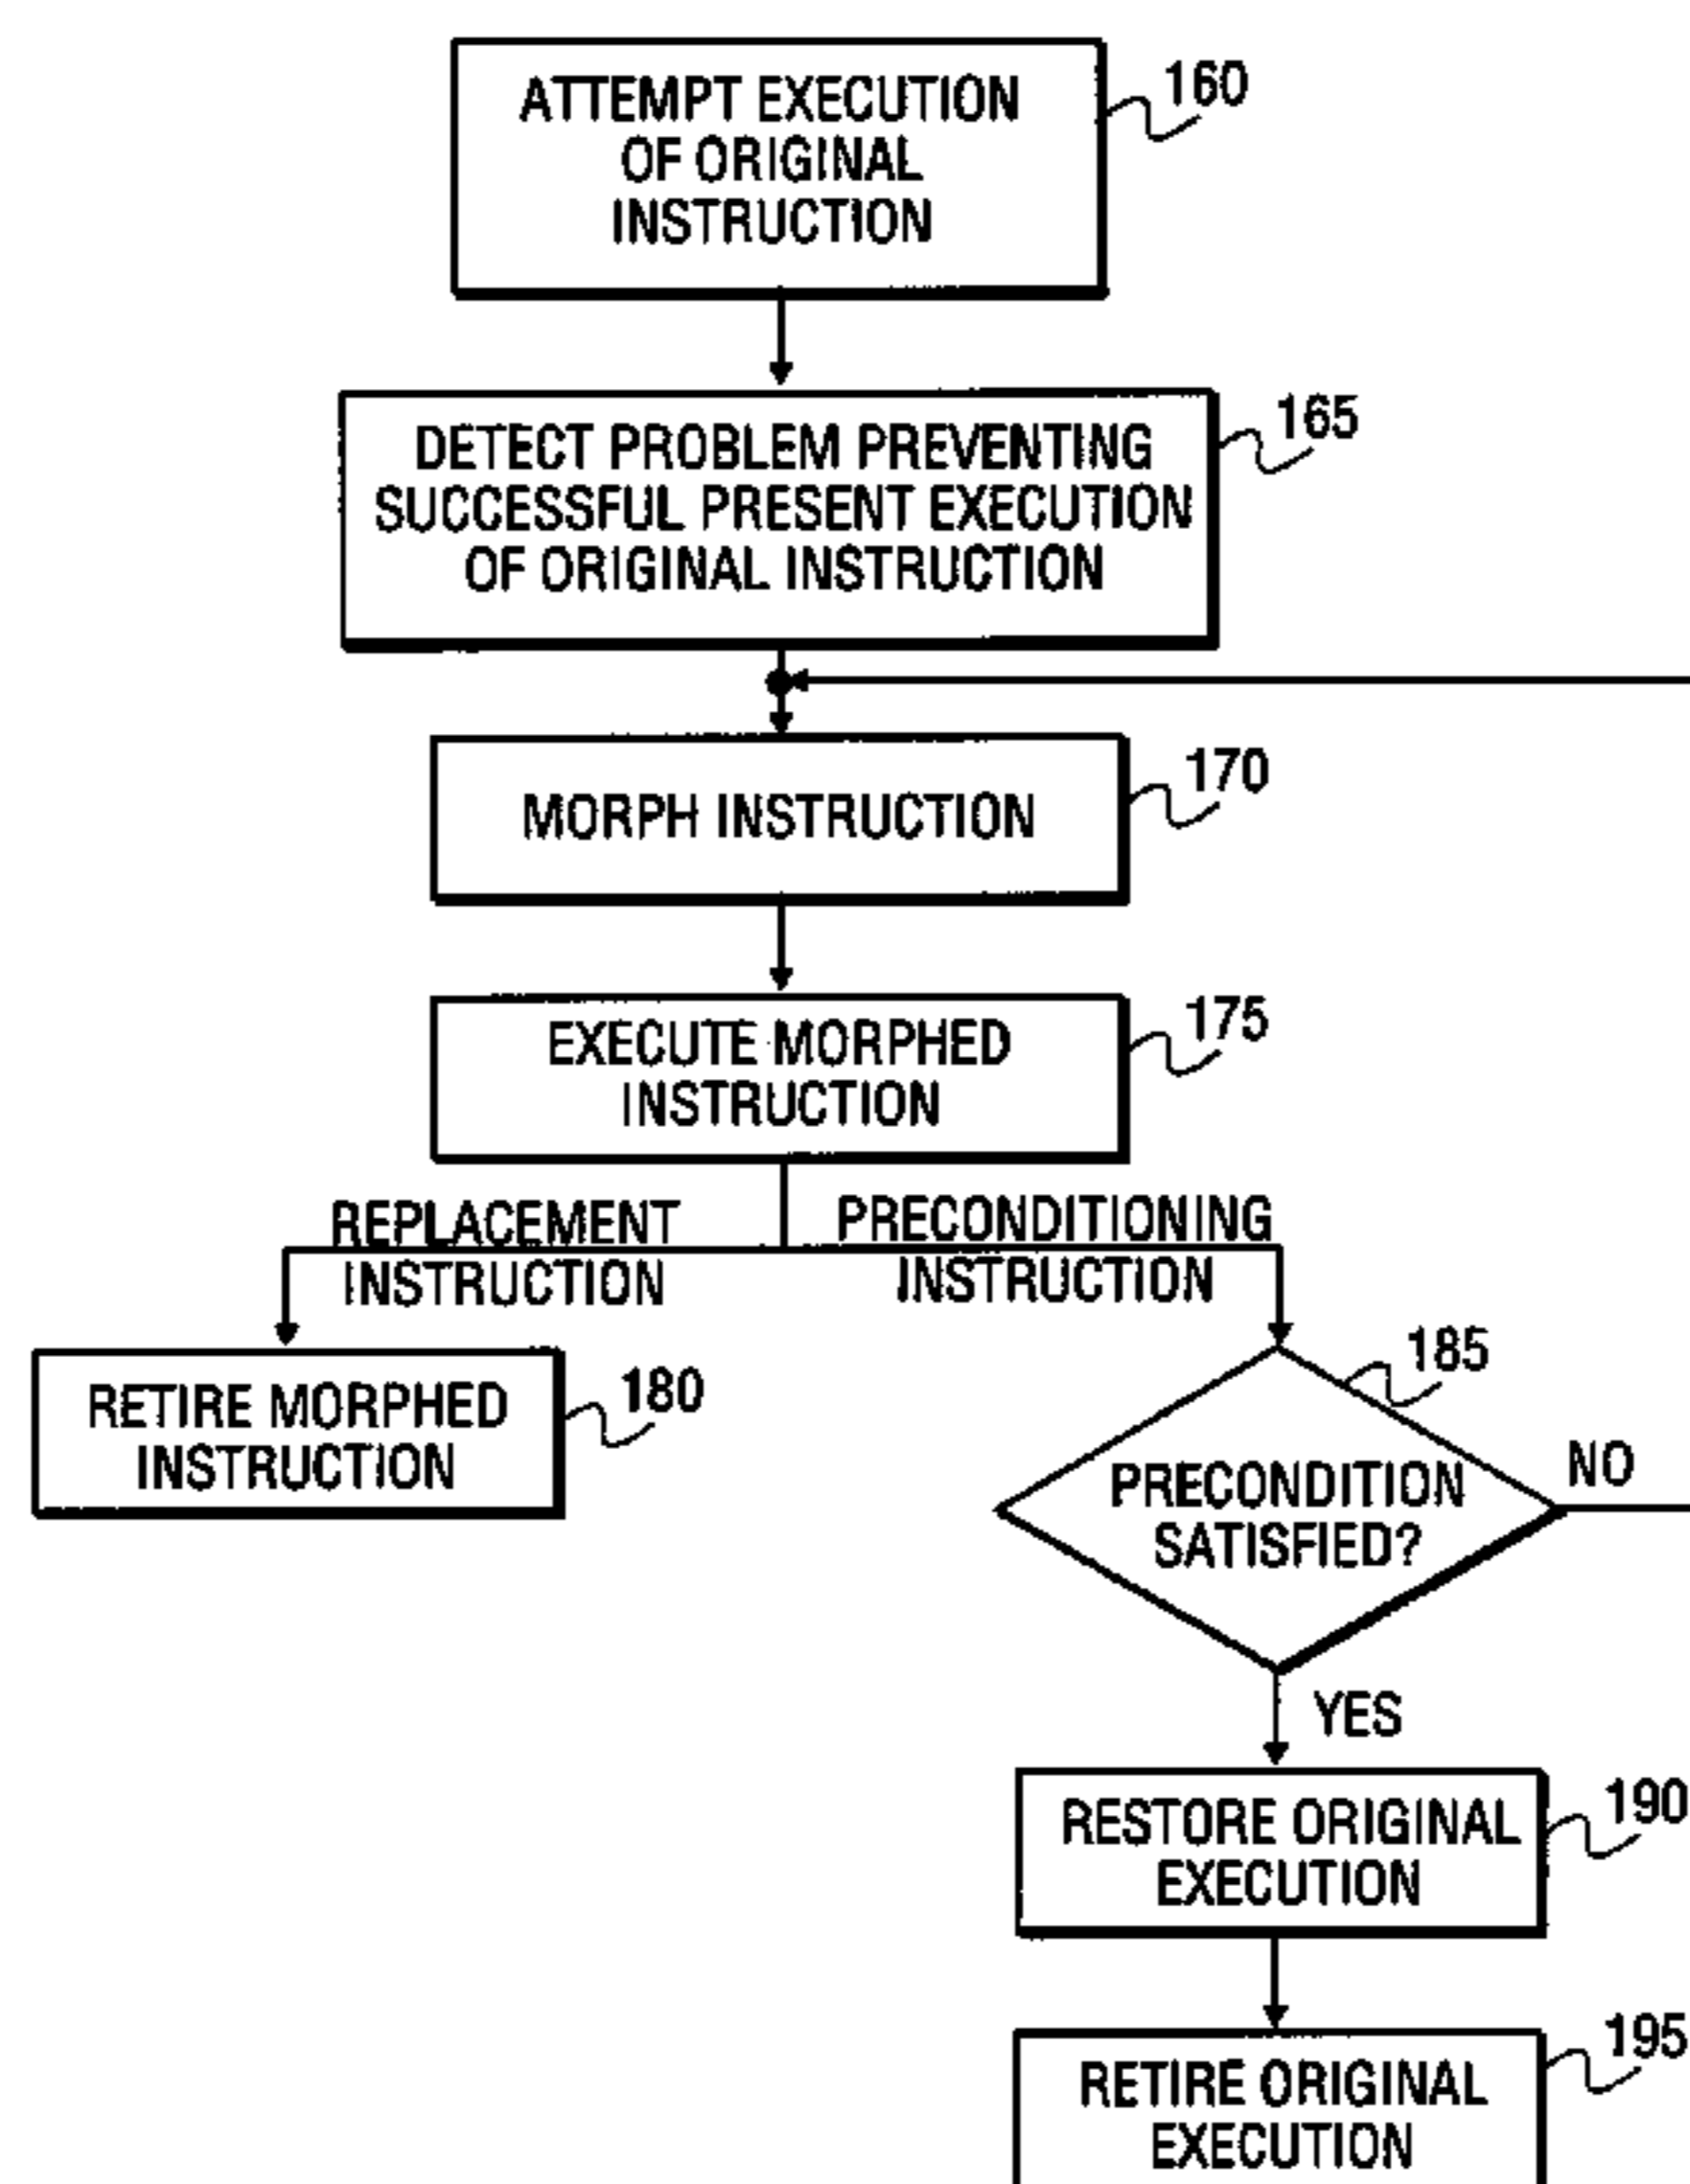 ATTEMPT EXECUTION
OF ORIGINAL
INSTRUCTION
160
DETECT PROBLEM PREVENTING
SUCCESSFUL PRESENT EXECUTION
OF ORIGINAL INSTRUCTION
165
MORPH INSTRUCTION
170
EXECUTE MORPHED
INSTRUCTION
175
REPLACEMENT
INSTRUCTION
PRECONDITIONING
INSTRUCTION
RETIRE MORPHED
INSTRUCTION
180
185
PRECONDITION
SATISFIED?
NO
YES
RESTORE ORIGINAL
EXECUTION
190
RETIRE ORIGINAL
EXECUTION
195